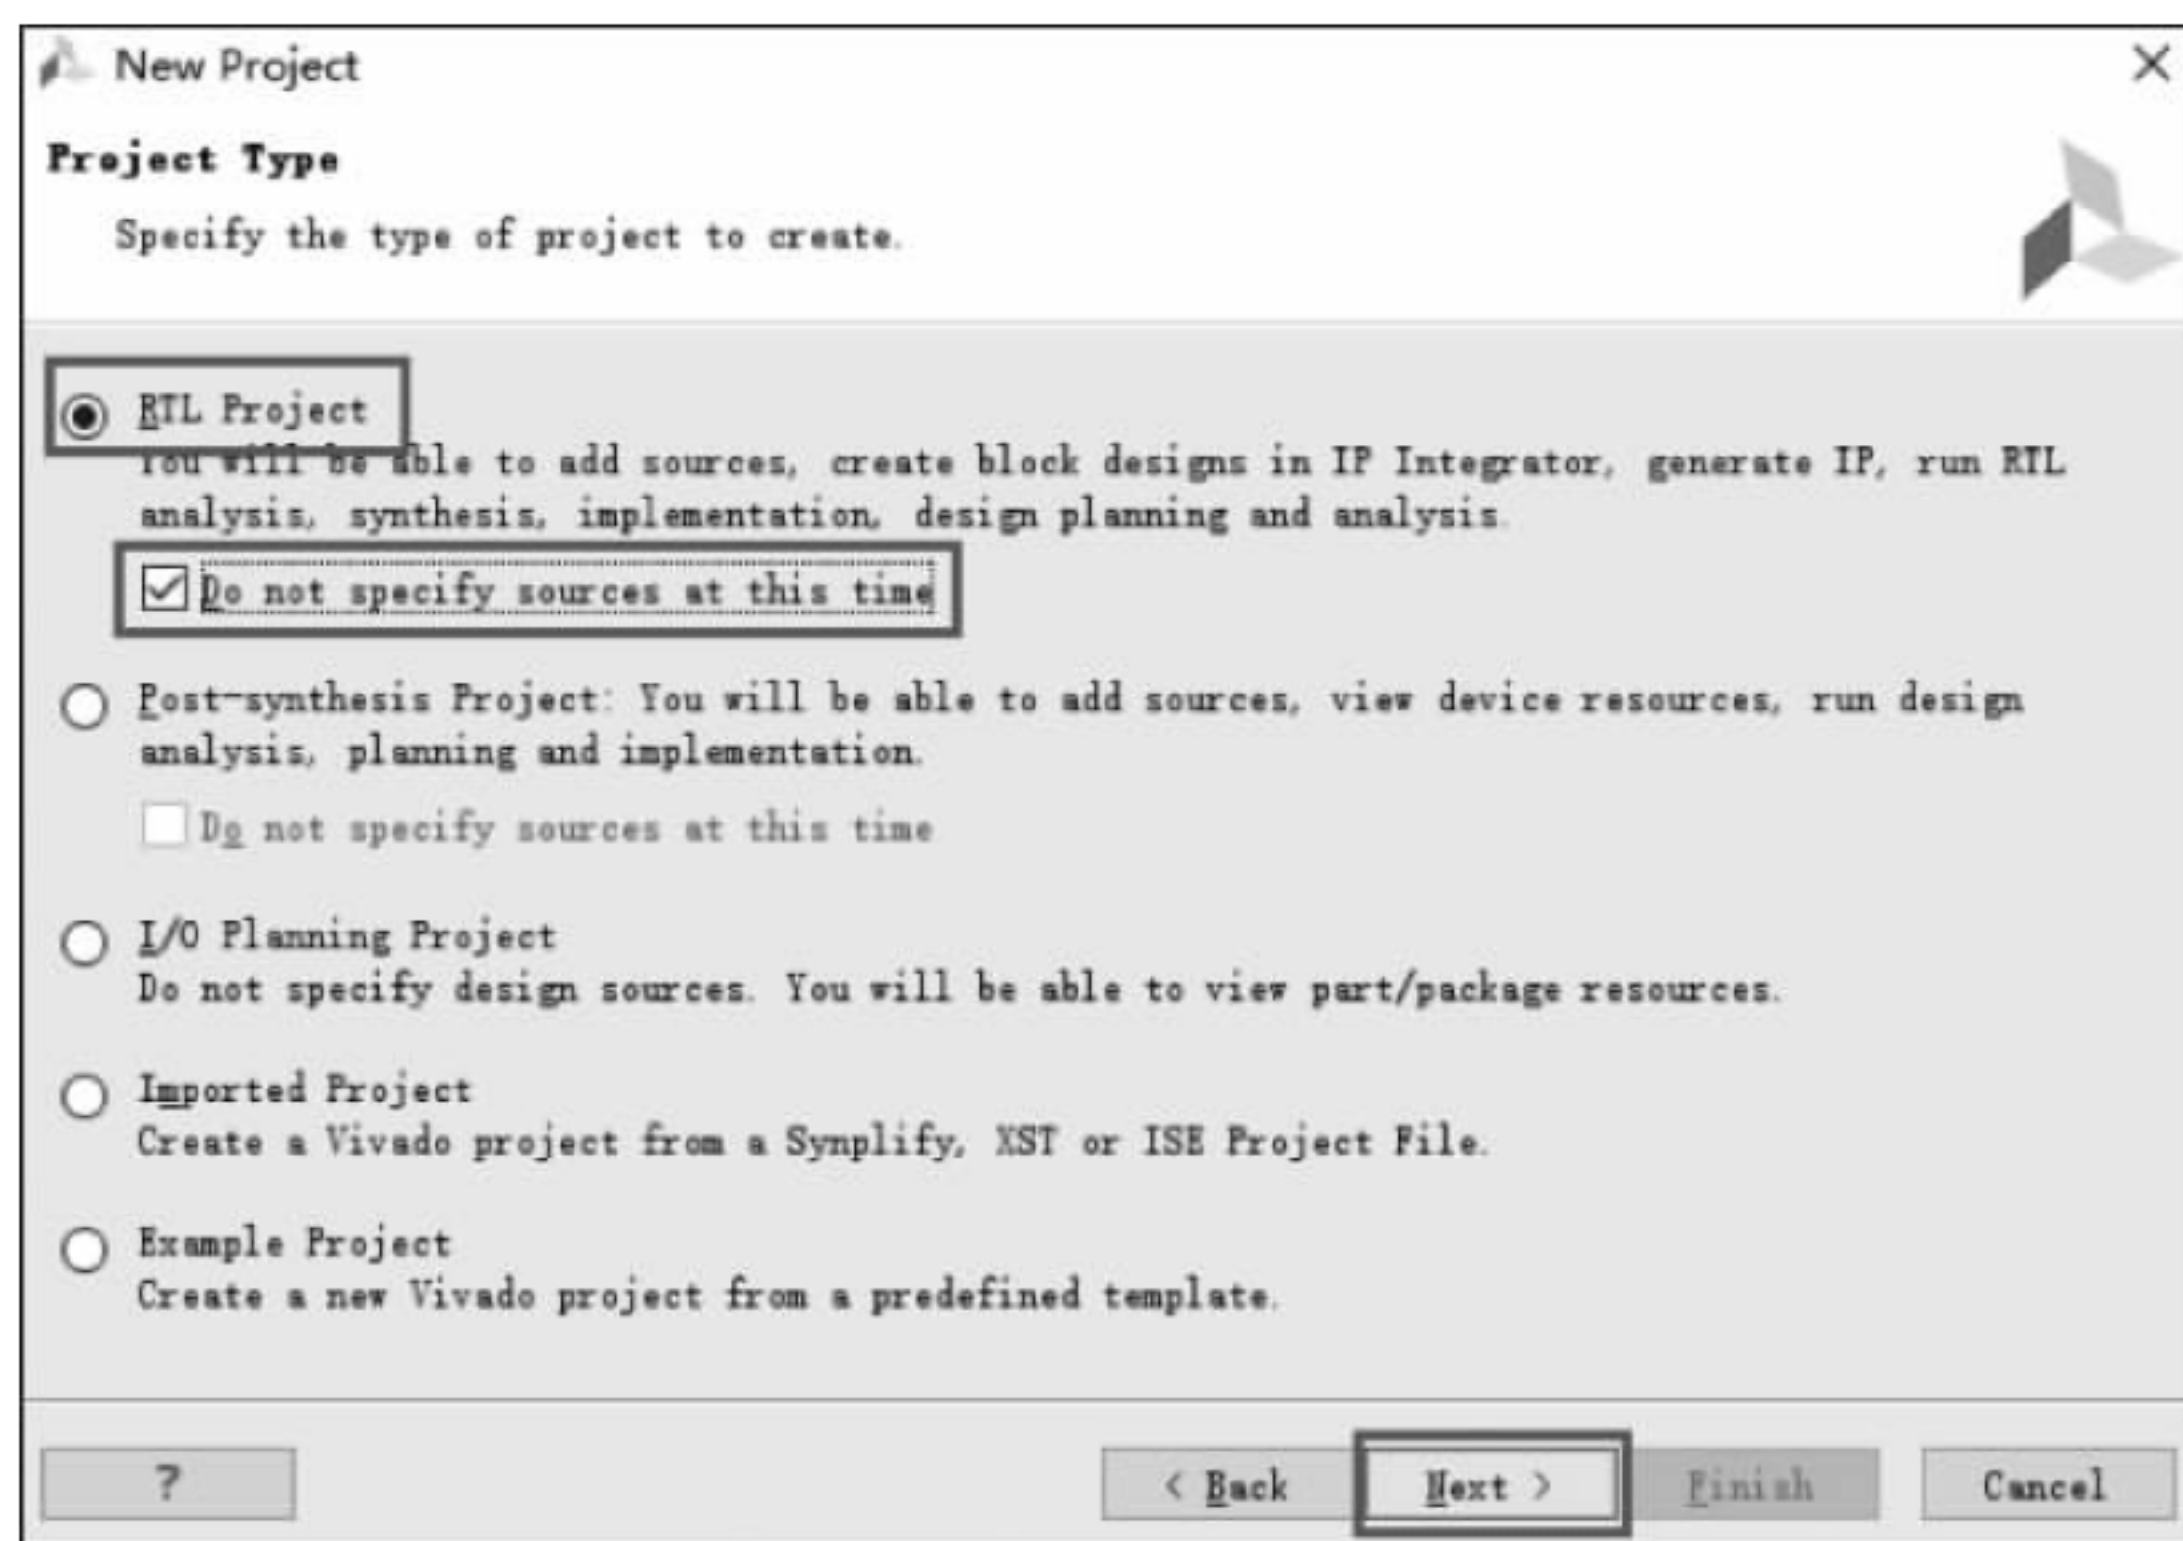 New Project
Project Type
Specify the type of project to create.
RTL Project
You will be able to add sources, create block designs in IP Integrator, generate IP, run RTL
analysis, synthesis, implementation, design planning and analysis.
Do not specify sources at this time
Post-synthesis Project: You will be able to add sources, view device resources, run design
analysis, planning and implementation.
Do not specify sources at this time
I/O Planning Project
Do not specify design sources. You will be able to view part/package resources.
Imported Project
Create a Vivado project from a Synplify, XST or ISE Project File.
Example Project
Create a new Vivado project from a predefined template.
? < Back Next > Finish Cancel